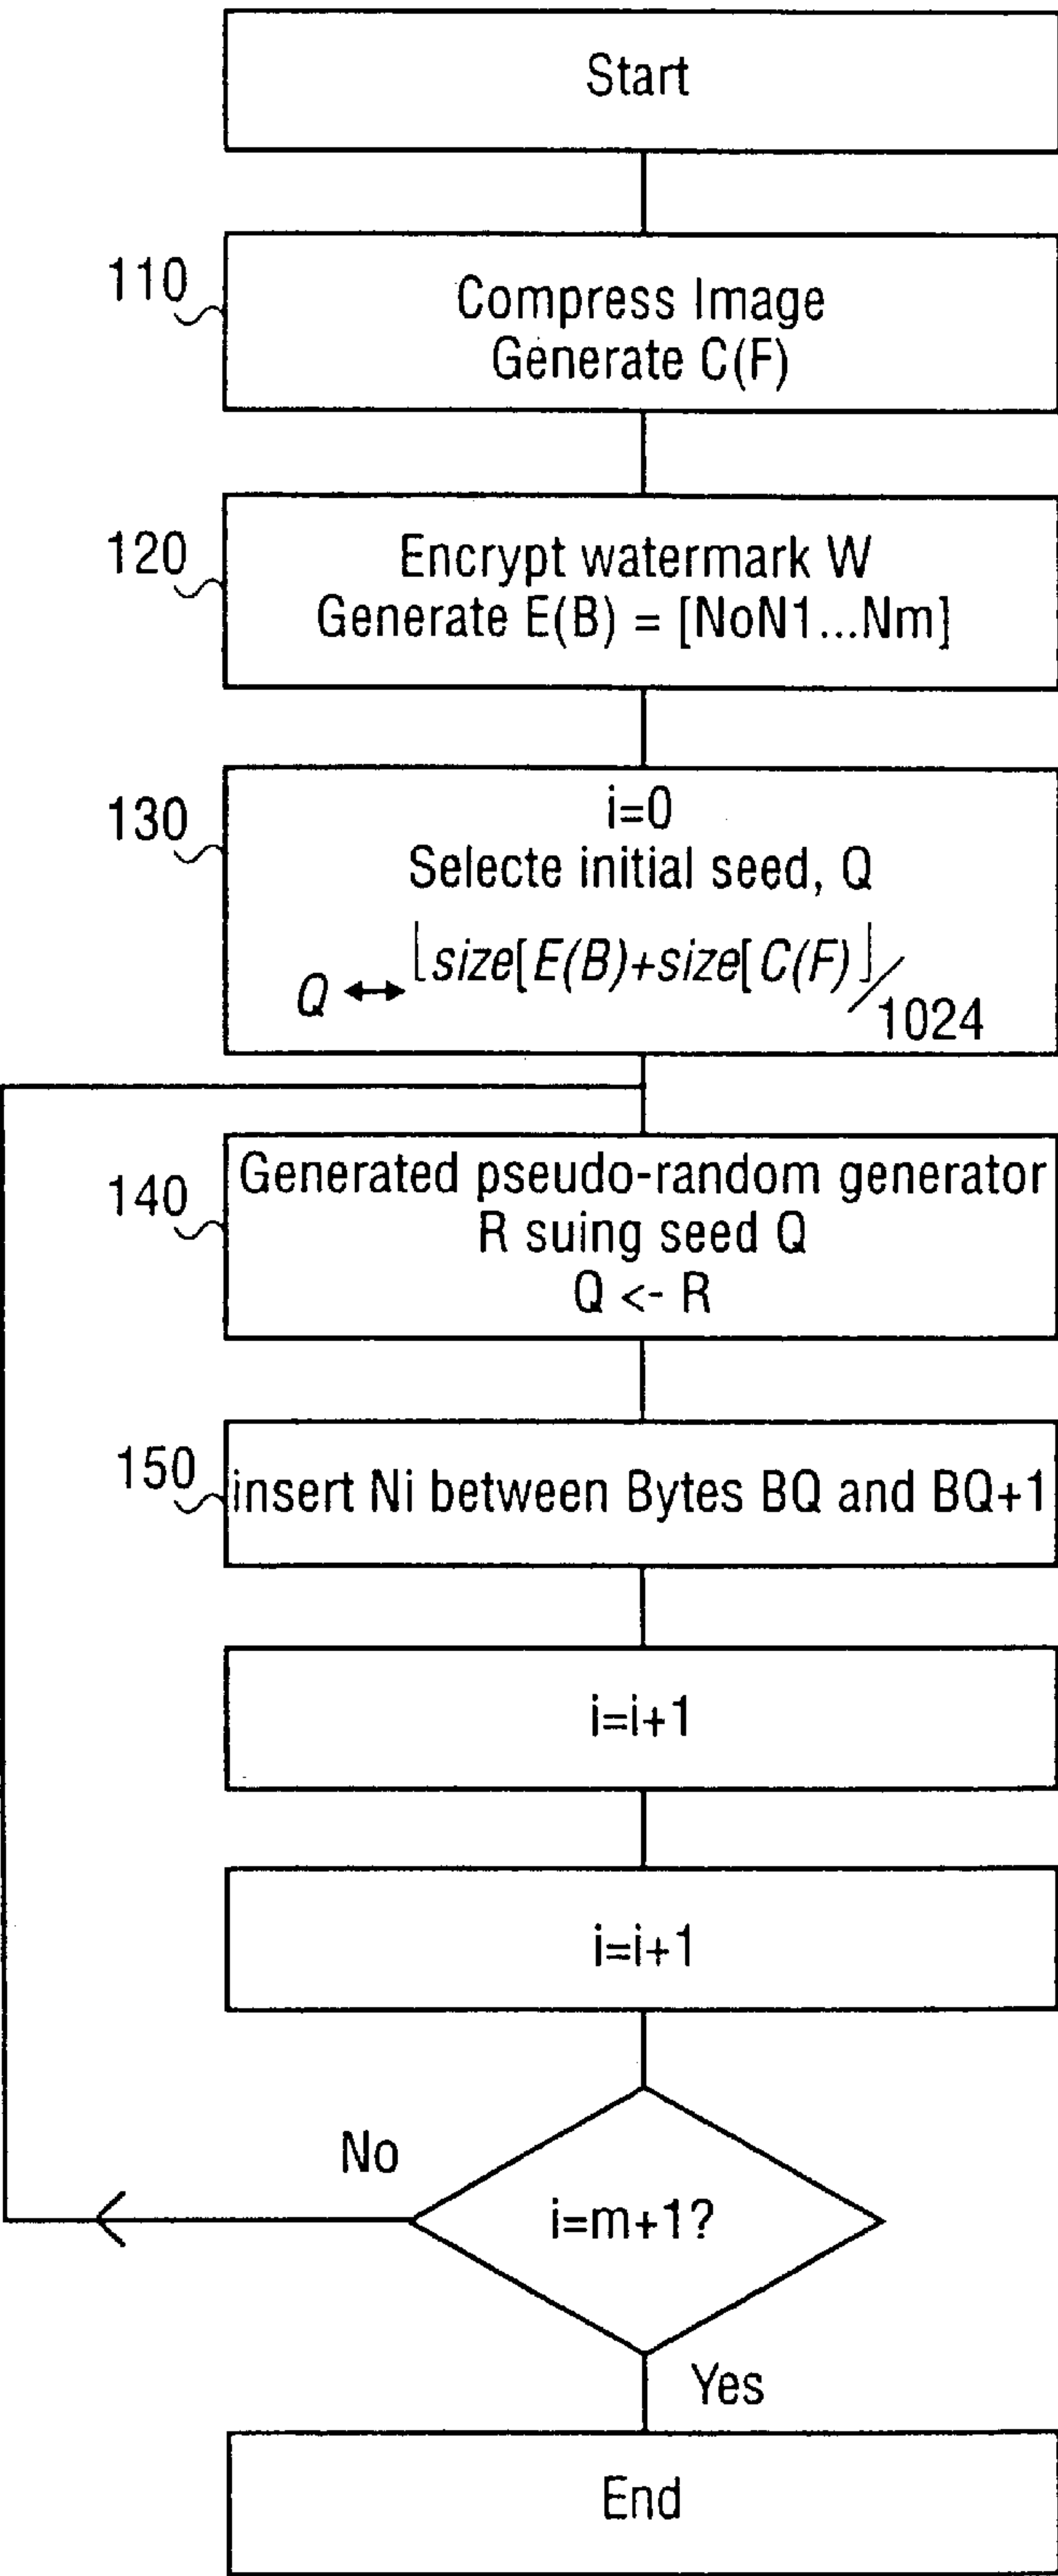 Start
110
Compress Image
Generate C(F)
120
Encrypt watermark W
Generate E(B) = [NoN1...Nm]
130
i=0
Selecte initial seed, Q
Q ↔ ⌊size[E(B)+size[C(F)⌋/1024
140
Generated pseudo-random generator
R suing seed Q
Q <- R
150
insert Ni between Bytes BQ and BQ+1
i=i+1
i=i+1
No
i=m+1?
Yes
End